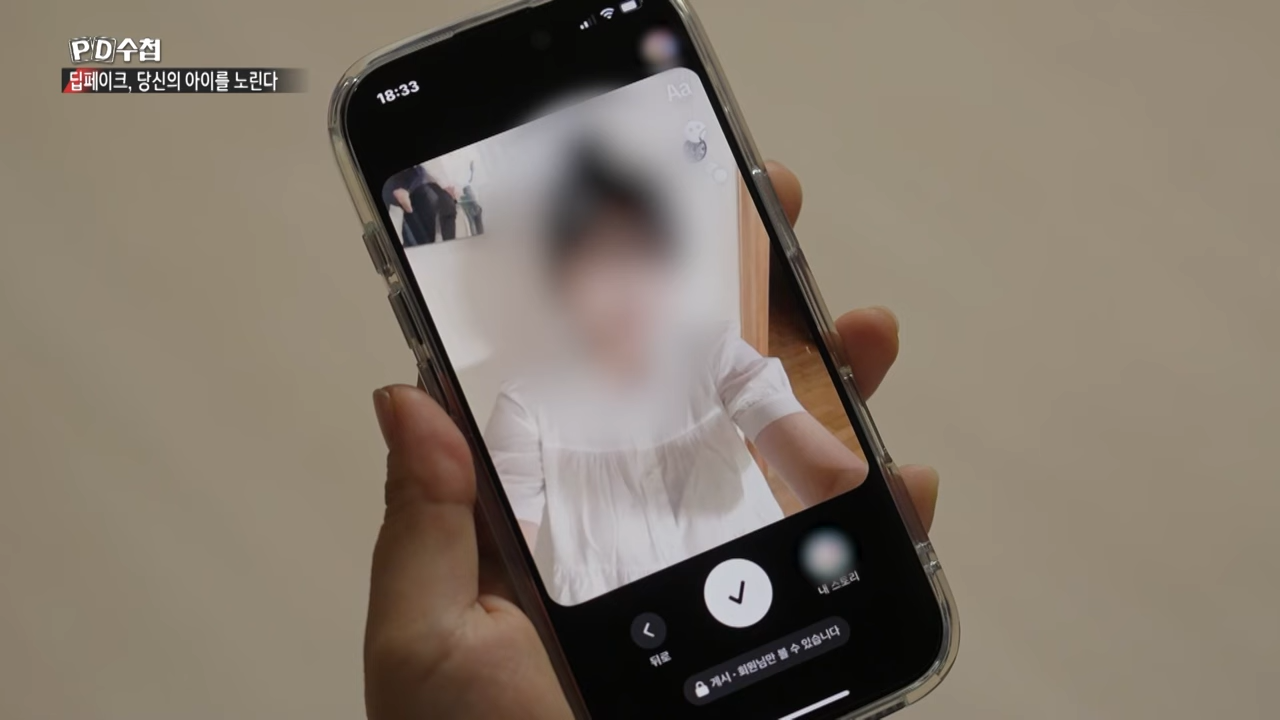 PD수첩
딥페이크, 당신의 아이를 노린다
18:33
Aa
내 스토리
뒤로
게시 · 회원님만 볼 수 있습니다